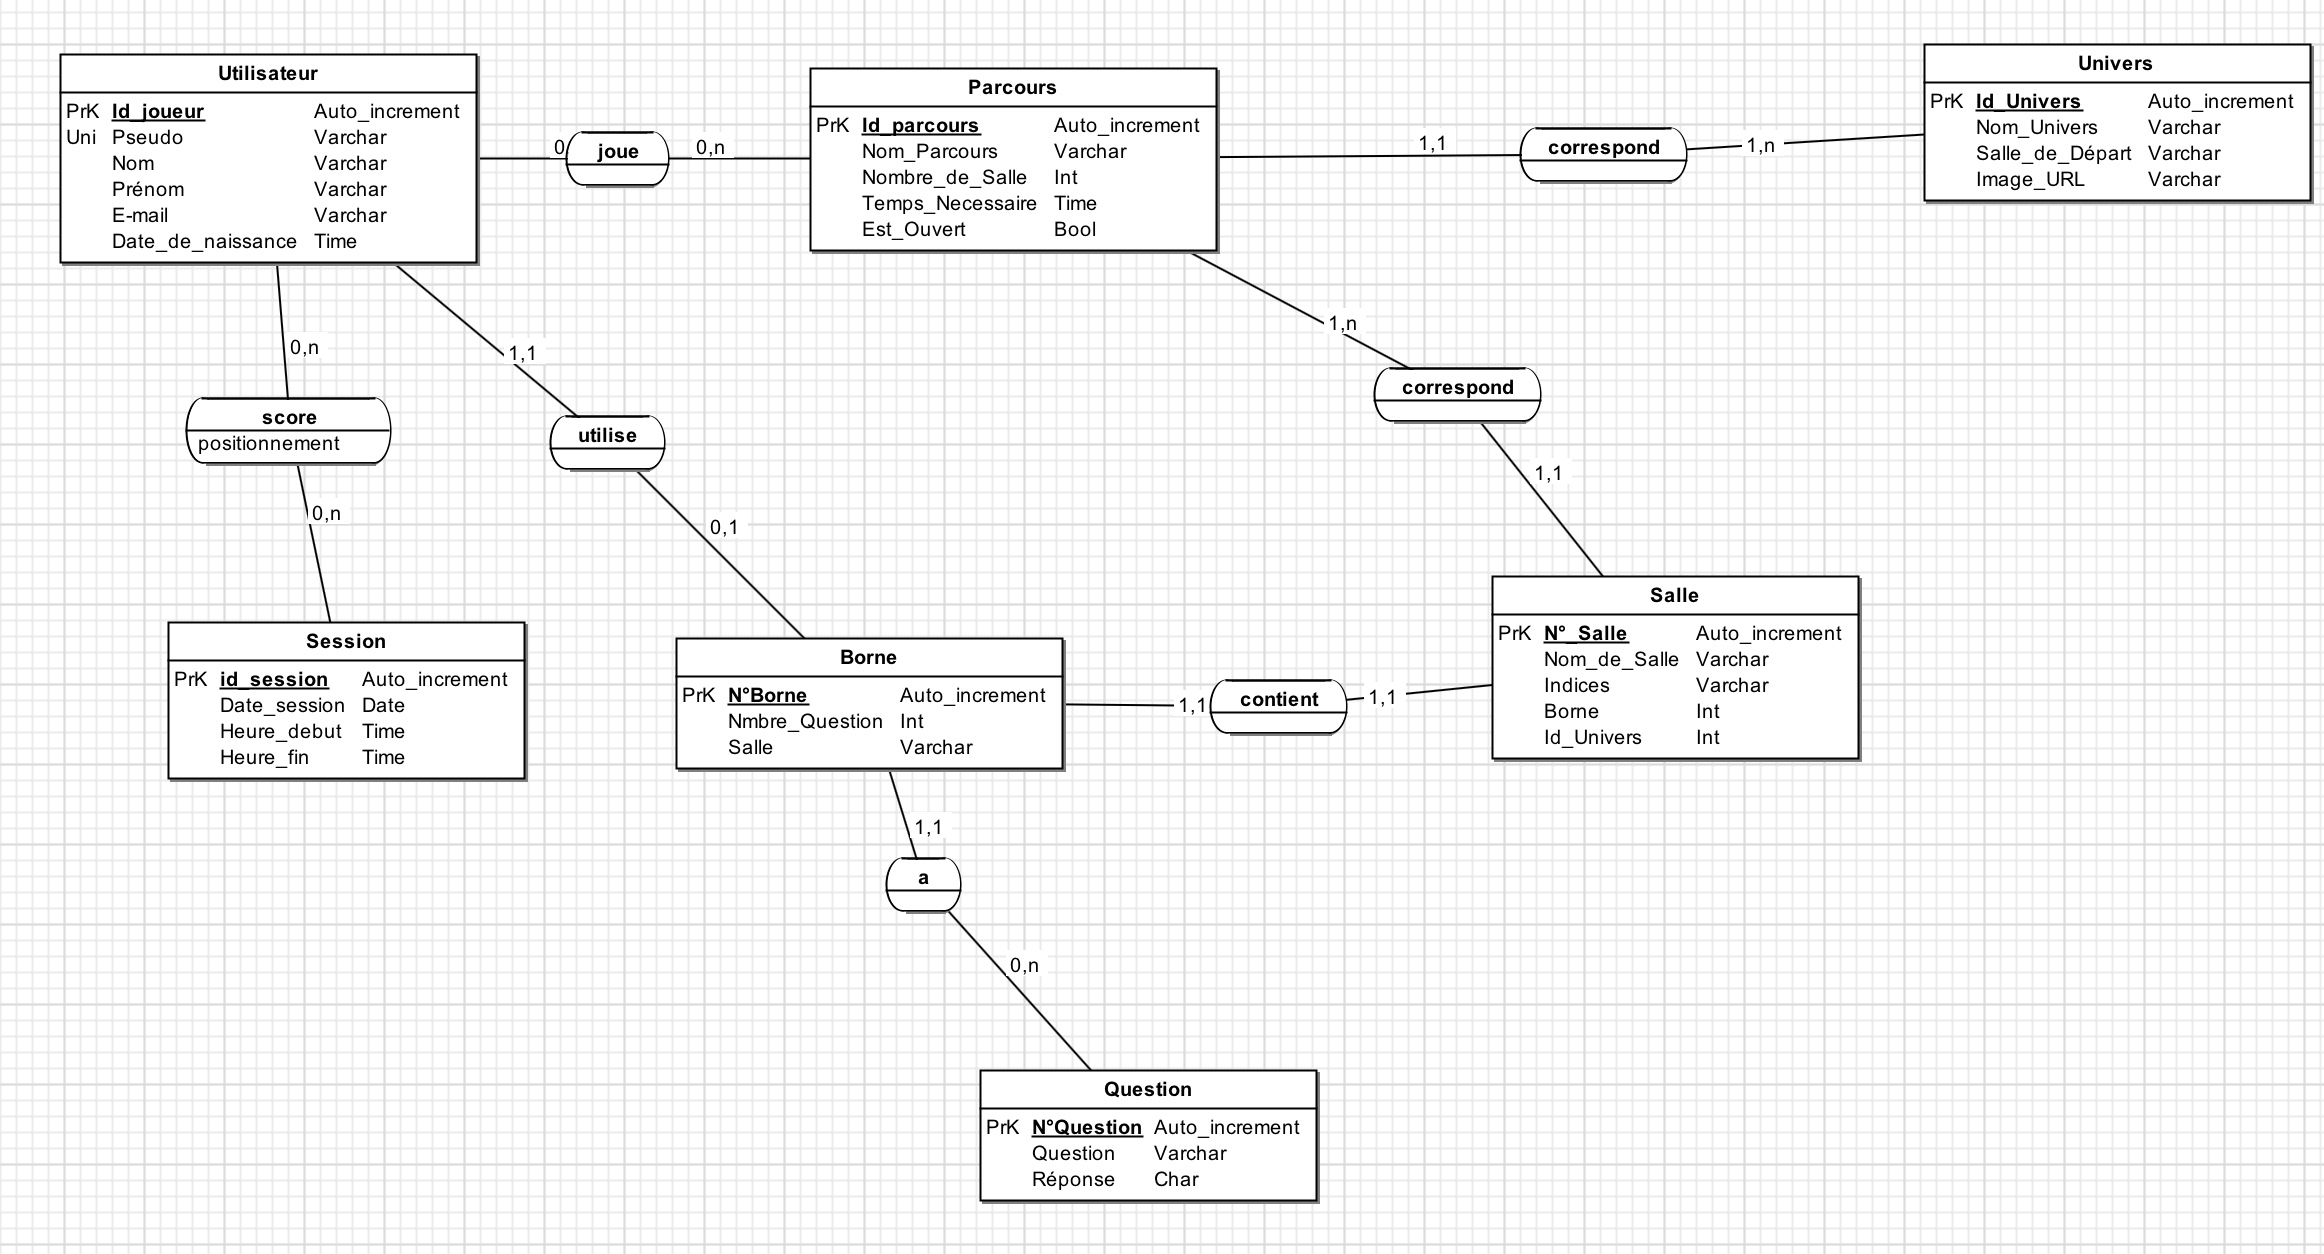 Utilisateur
PrK Id_joueur Auto_increment
Uni Pseudo Varchar
Nom Varchar
Prénom Varchar
E-mail Varchar
Date_de_naissance Time
0
joue
0,n
Parcours
PrK Id_parcours Auto_increment
Nom_Parcours Varchar
Nombre_de_Salle Int
Temps_Necessaire Time
Est_Ouvert Bool
1,1
correspond
1,n
Univers
PrK Id_Univers Auto_increment
Nom_Univers Varchar
Salle_de_Départ Varchar
Image_URL Varchar
0,n
1,1
1,n
score
positionnement
utilise
correspond
0,n
0,1
1,1
Session
PrK id_session Auto_increment
Date_session Date
Heure_debut Time
Heure_fin Time
Borne
PrK N°Borne Auto_increment
Nmbre_Question Int
Salle Varchar
1,1
contient
1,1
Salle
PrK N°_Salle Auto_increment
Nom_de_Salle Varchar
Indices Varchar
Borne Int
Id_Univers Int
1,1
a
0,n
Question
PrK N°Question Auto_increment
Question Varchar
Réponse Char